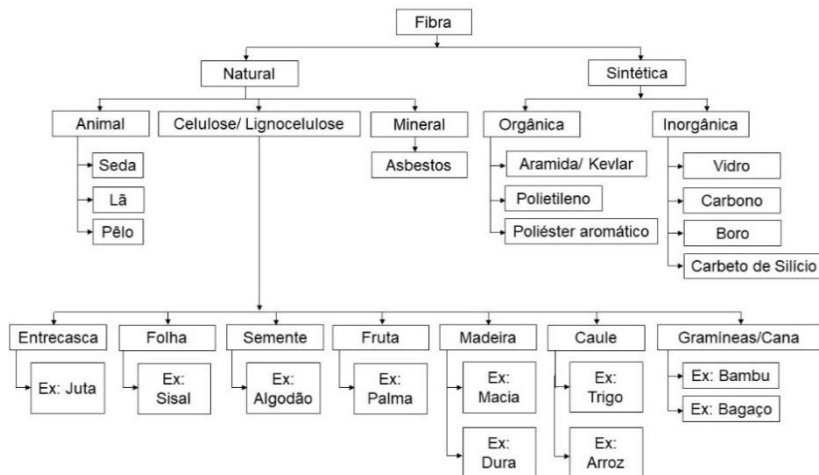 Fibra
Natural
Sintética
Animal
Celulose/ Lignocelulose
Mineral
Orgânica
Inorgânica
Seda
Lã
Pêlo
Asbestos
Aramida/ Kevlar
Polietileno
Poliéster aromático
Vidro
Carbono
Boro
Carbeto de Silício
Entrecasca
Folha
Semente
Fruta
Madeira
Caule
Gramíneas/Cana
Ex: Juta
Ex:
Sisal
Ex:
Algodão
Ex:
Palma
Ex:
Macia
Ex:
Dura
Ex:
Trigo
Ex:
Arroz
Ex: Bambu
Ex: Bagaço